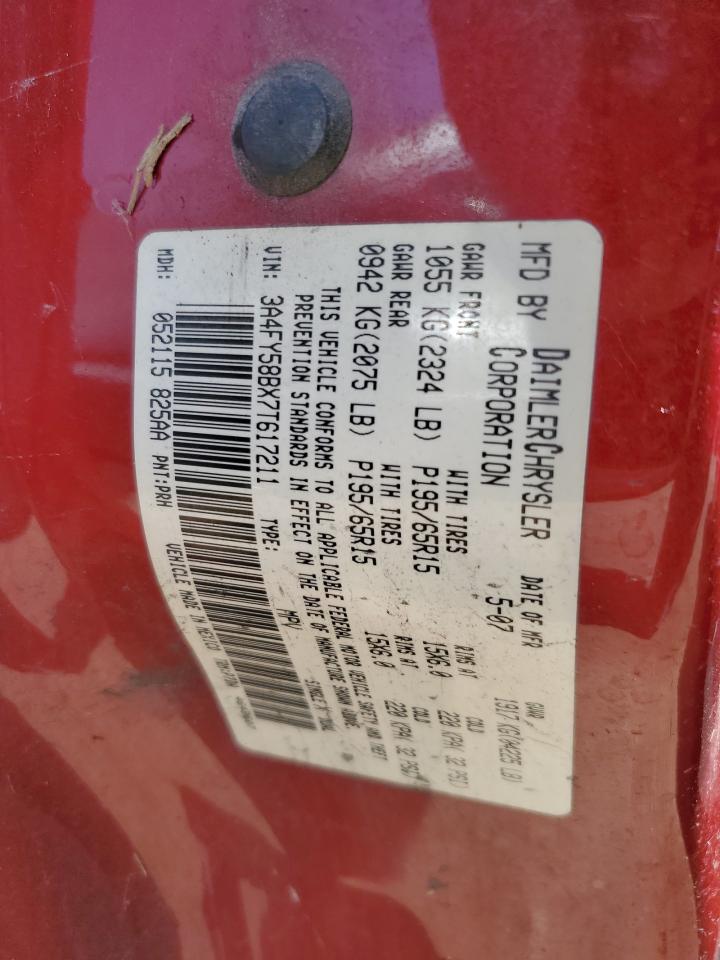 MFD BY DAIMLERCHRYSLER CORPORATION
DATE OF MFR 5-07
GVWR 1917 KG(04225 LB)
GAWR FRONT WITH TIRES RIMS AT COLD
1055 KG(2324 LB) P195/65R15 15X6.0 220 KPA( 32 PSI)
GAWR REAR WITH TIRES RIMS AT COLD
0942 KG(2075 LB) P195/65R15 15X6.0 220 KPA( 32 PSI)
THIS VEHICLE CONFORMS TO ALL APPLICABLE FEDERAL MOTOR VEHICLE SAFETY AND THEFT
PREVENTION STANDARDS IN EFFECT ON THE DATE OF MANUFACTURE SHOWN ABOVE.
VIN: 3A4FY58BX7T617211 TYPE: MPV
MDH: 052115 825AA PNT:PRH VEHICLE MADE IN MEXICO